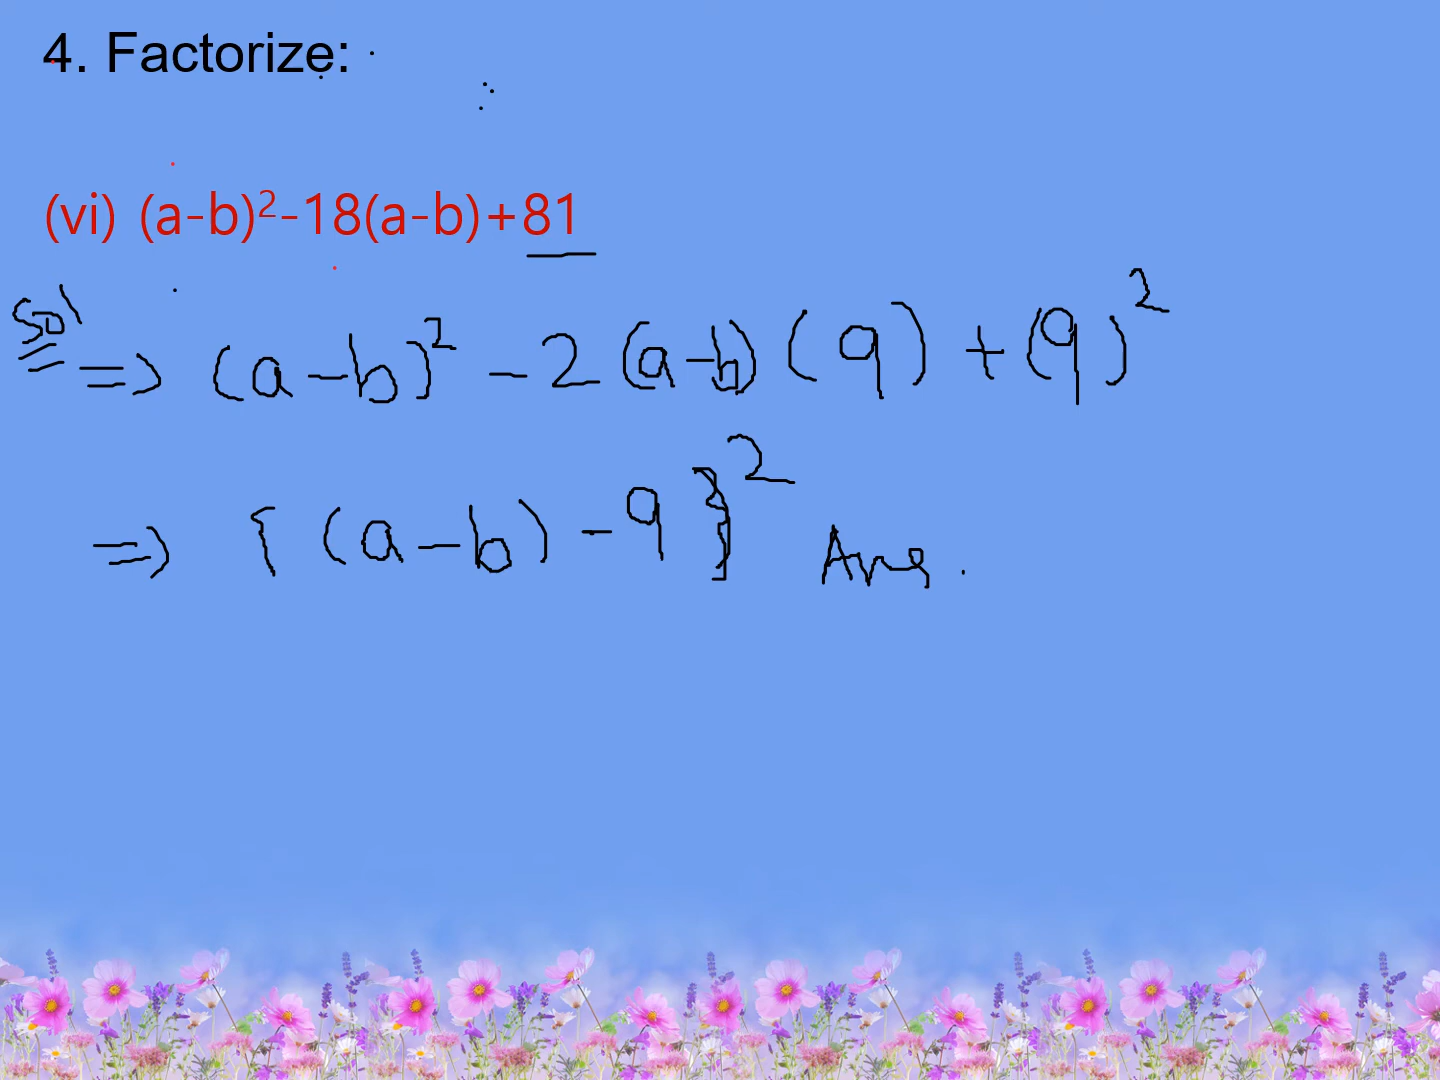 4. Factorize:
(vi) (a-b)²-18(a-b)+81
Sol
=> (a-b)² - 2(a-b)(9) + (9)²
=> [(a-b) - 9]² Ans.